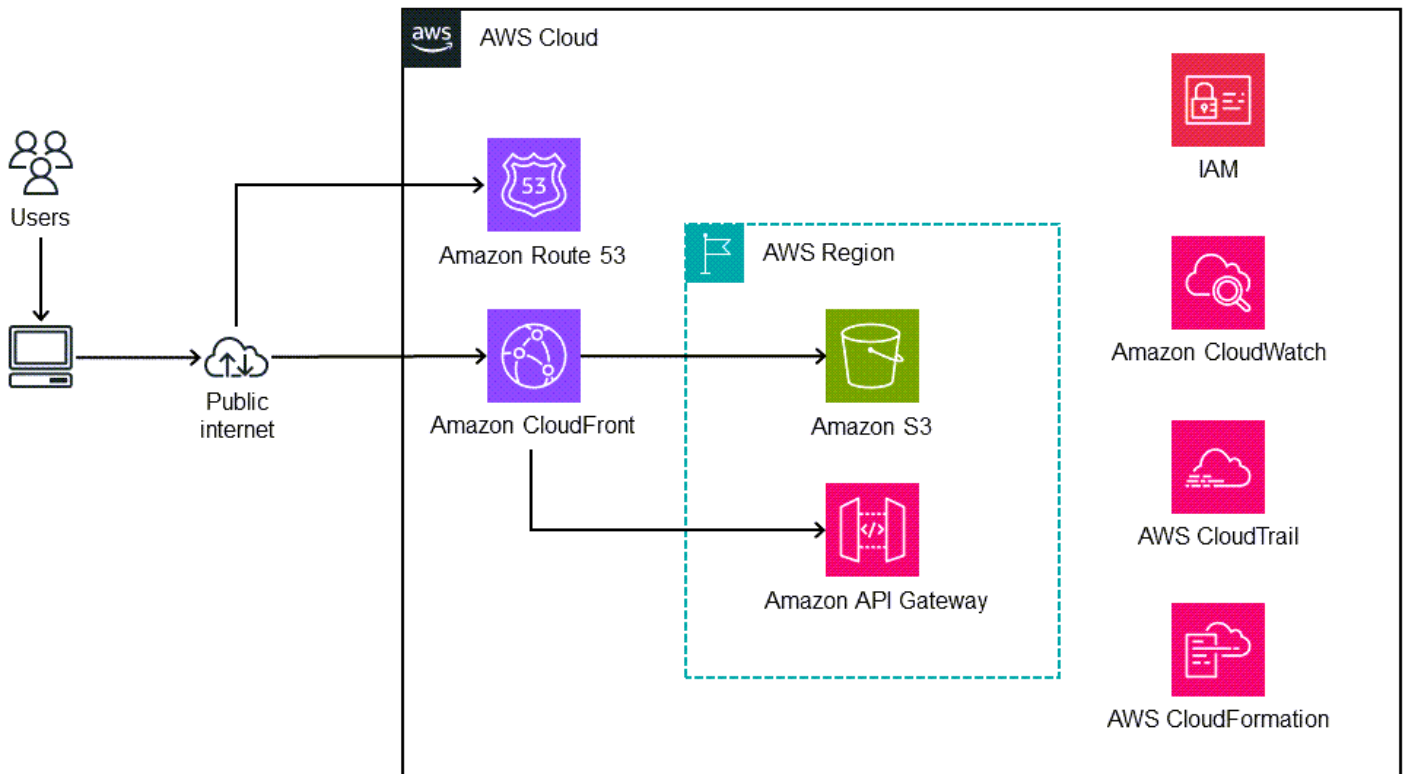 aws
AWS Cloud
IAM
53
Users
Amazon Route 53
AWS Region
Amazon CloudWatch
Public
internet
Amazon CloudFront
Amazon S3
</>
AWS CloudTrail
Amazon API Gateway
AWS CloudFormation